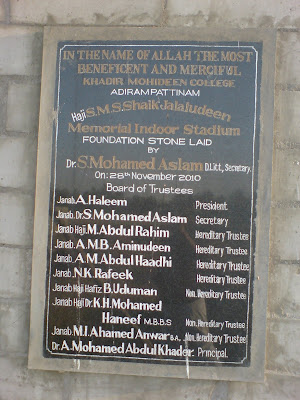 IN THE NAME OF ALLAH THE MOST
BENEFICENT AND MERCIFUL
KHADIR MOHIDEEN COLLEGE
ADIRAMPATTINAM
Haji S.M.S. Shaik Jalaludeen
Memorial Indoor Stadium
FOUNDATION STONE LAID
BY
Dr. S. Mohamed Aslam D.Litt., Secretary.
On: 26th November 2010
Board of Trustees
Janab. A. Haleem President
Janab. Dr. S. Mohamed Aslam Secretary
Janab Haji. M. Abdul Rahim Hereditary Trustee
Janab. A.M.B. Aminudeen Hereditary Trustee
Janab. A.M. Abdul Haadhi Hereditary Trustee
Janab. N.K. Rafeek Hereditary Trustee
Janab Haji Hafiz B. Uduman Non. Hereditary Trustee
Janab Haji Dr. K.H. Mohamed
Haneef M.B.B.S Non. Hereditary Trustee
Janab. M.I. Ahamed Anwar B.A., Non. Hereditary Trustee
Dr. A. Mohamed Abdul Khader. Principal.